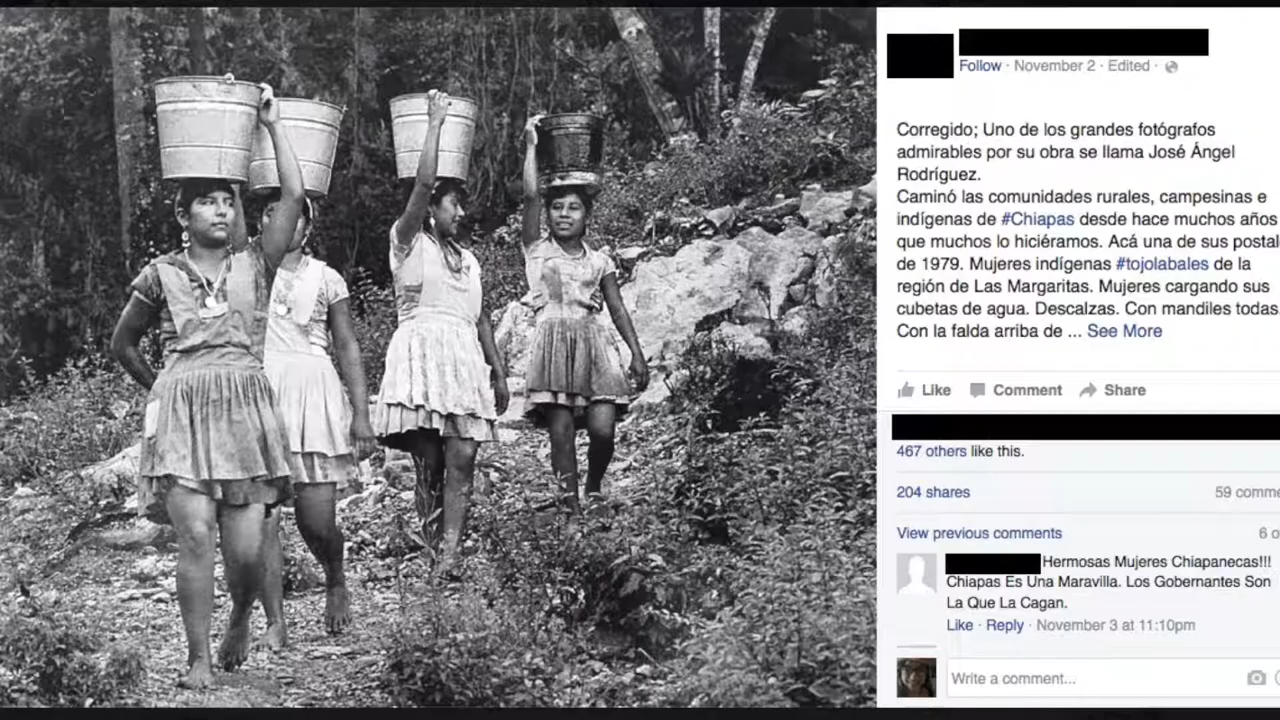 Follow · November 2 · Edited ·
Corregido; Uno de los grandes fotógrafos
admirables por su obra se llama José Ángel
Rodríguez.
Caminó las comunidades rurales, campesinas e
indígenas de #Chiapas desde hace muchos años
que muchos lo hiciéramos. Acá una de sus postal
de 1979. Mujeres indígenas #tojolabales de la
región de Las Margaritas. Mujeres cargando sus
cubetas de agua. Descalzas. Con mandiles todas.
Con la falda arriba de ... See More
Like Comment Share
467 others like this.
204 shares 59 comme
View previous comments 6 o
Hermosas Mujeres Chiapanecas!!!
Chiapas Es Una Maravilla. Los Gobernantes Son
La Que La Cagan.
Like · Reply · November 3 at 11:10pm
Write a comment...